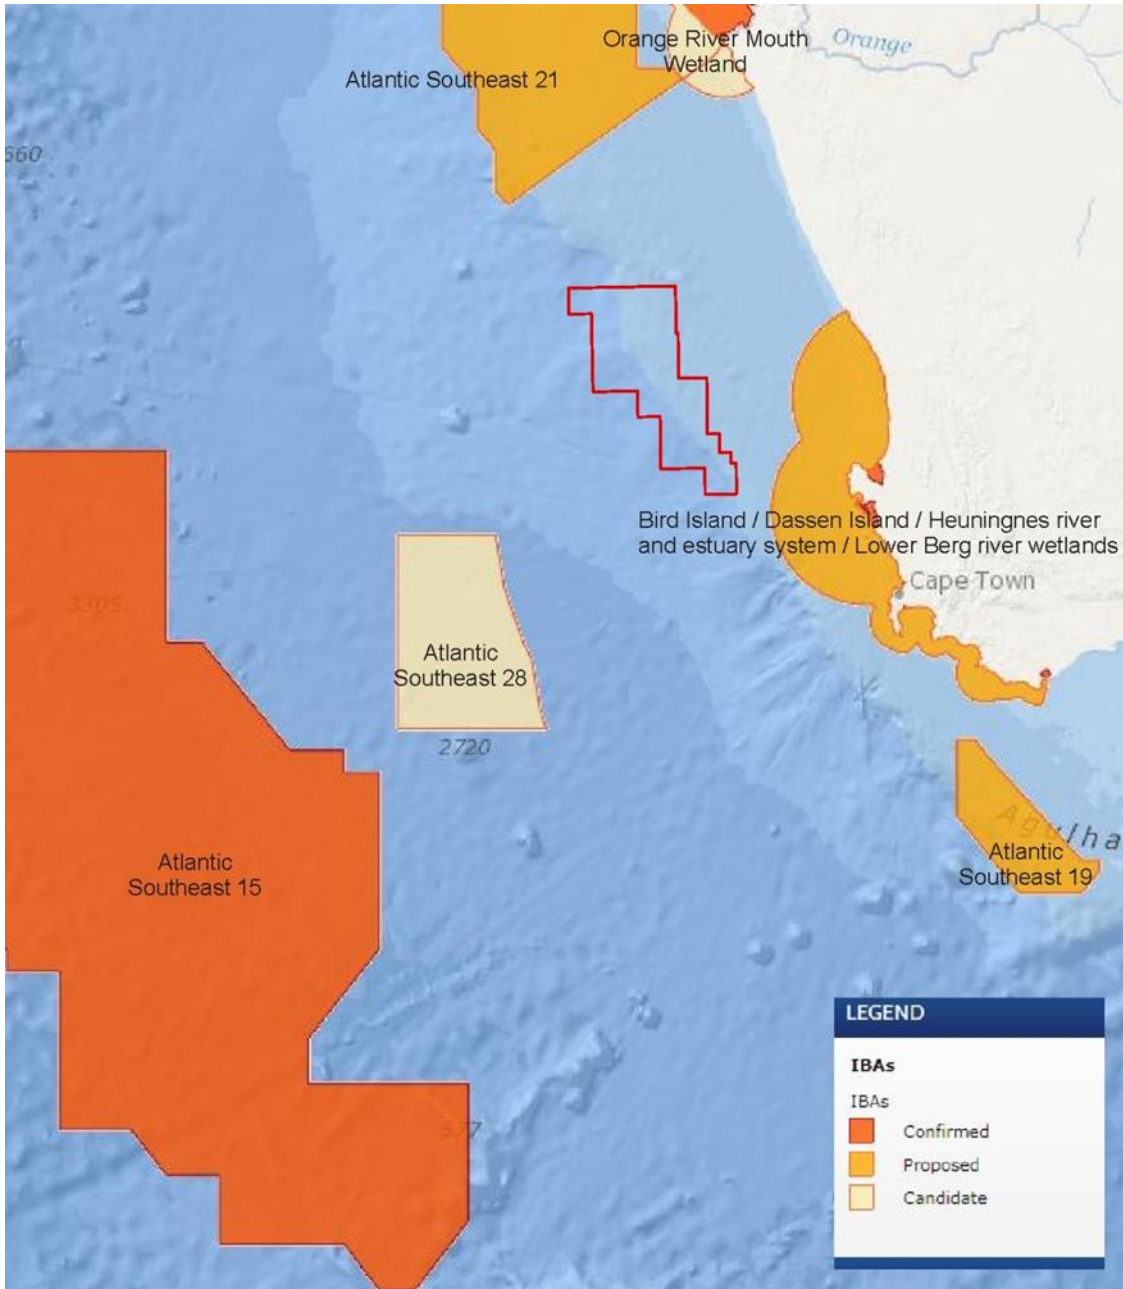 Orange River Mouth
Wetland
Orange
Atlantic Southeast 21
660
Bird Island / Dassen Island / Heuningnes river
and estuary system / Lower Berg river wetlands
Cape Town
3305
Atlantic
Southeast 28
2720
Atlantic
Southeast 15
Agulha
Atlantic
Southeast 19
577
LEGEND
IBAs
IBAs
Confirmed
Proposed
Candidate